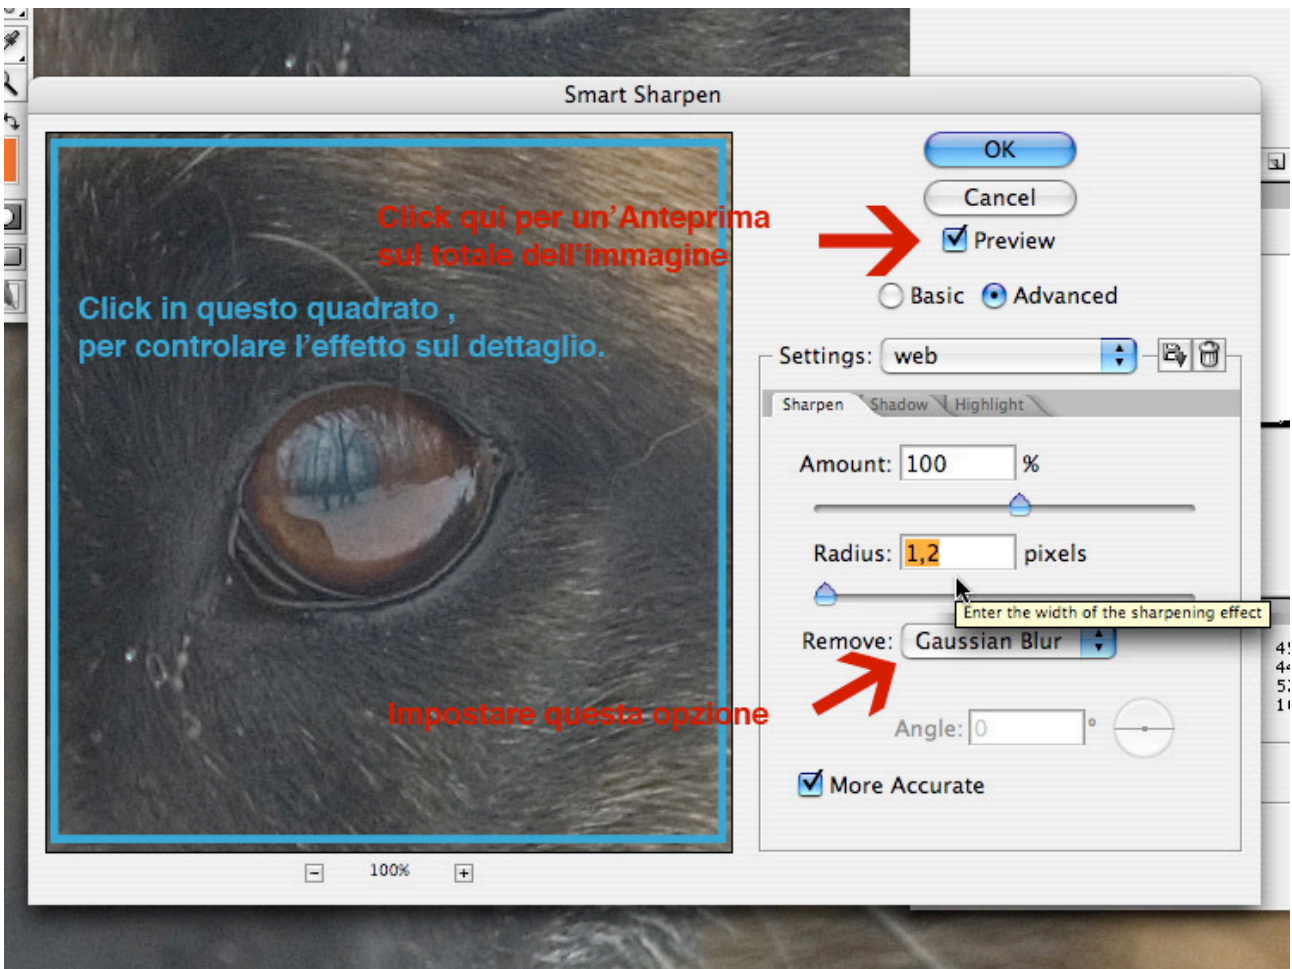 Smart Sharpen
Click qui per un'Anteprima
sul totale dell'immagine
Click in questo quadrato ,
per controlare l'effetto sul dettaglio.
Impostare questa opzione
100%
OK
Cancel
Preview
Basic Advanced
Settings: web
Sharpen Shadow Highlight
Amount: 100 %
Radius: 1,2 pixels
Enter the width of the sharpening effect
Remove: Gaussian Blur
Angle: 0 °
More Accurate